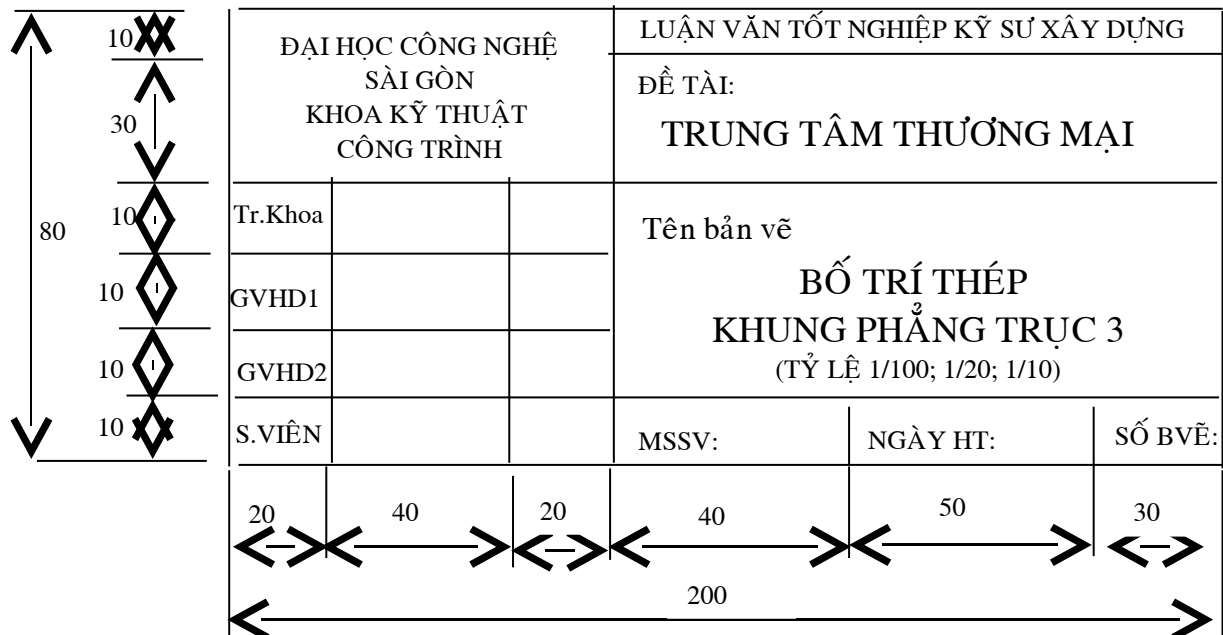 10
30
10
10
10
10
80
ĐẠI HỌC CÔNG NGHỆ
SÀI GÒN
KHOA KỸ THUẬT
CÔNG TRÌNH
LUẬN VĂN TỐT NGHIỆP KỸ SƯ XÂY DỰNG
ĐỀ TÀI:
TRUNG TÂM THƯƠNG MẠI
Tr.Khoa
GVHD1
GVHD2
S.VIÊN
Tên bản vẽ
BỐ TRÍ THÉP
KHUNG PHẲNG TRỤC 3
(TỶ LỆ 1/100; 1/20; 1/10)
MSSV:
NGÀY HT:
SỐ BVẼ:
20
40
20
40
50
30
200